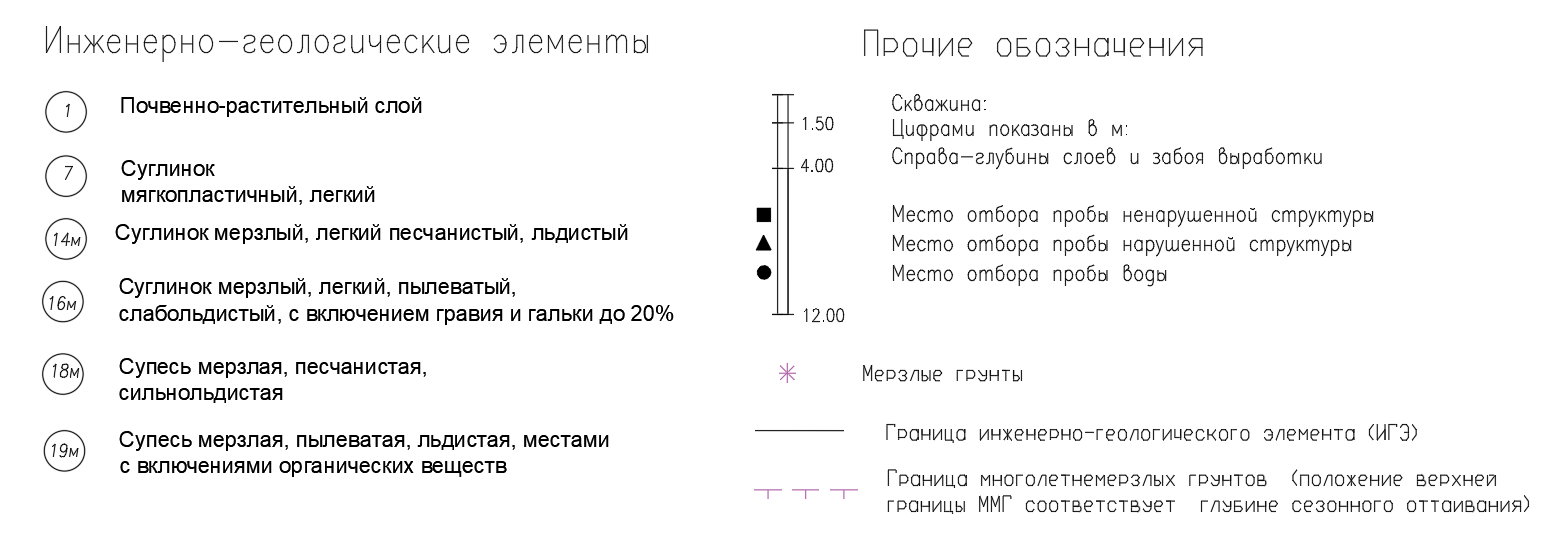 Инженерно-геологические элементы
1 Почвенно-растительный слой
7 Суглинок
мягкопластичный, легкий
14м Суглинок мерзлый, легкий песчанистый, льдистый
16м Суглинок мерзлый, легкий, пылеватый,
слабольдистый, с включением гравия и гальки до 20%
18м Супесь мерзлая, песчанистая,
сильнольдистая
19м Супесь мерзлая, пылеватая, льдистая, местами
с включениями органических веществ
Прочие обозначения
Скважина:
1.50 Цифрами показаны в м:
4.00 Справа-глубины слоев и забоя выработки
Место отбора пробы ненарушенной структуры
Место отбора пробы нарушенной структуры
Место отбора пробы воды
12.00
Мерзлые грунты
Граница инженерно-геологического элемента (ИГЭ)
Граница многолетнемерзлых грунтов (положение верхней
границы ММГ соответствует глубине сезонного оттаивания)